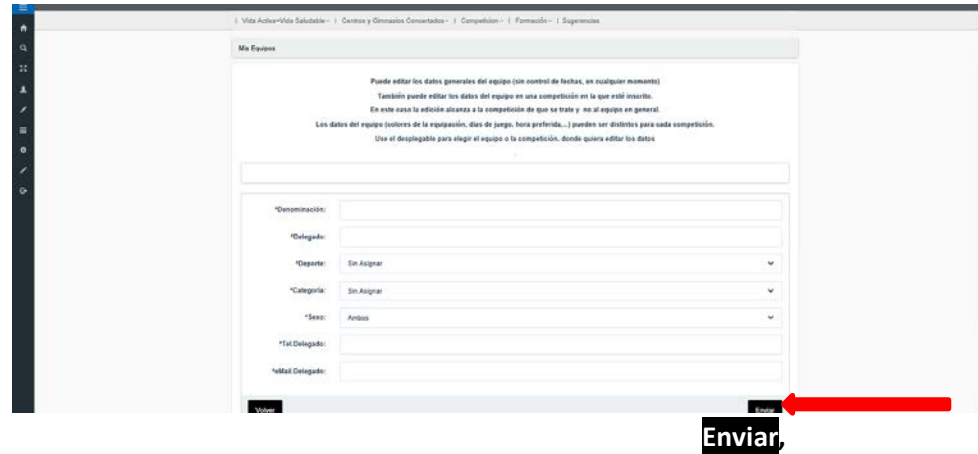 | Vida Activa+Vida Saludable - | Centros y Gimnasios Concertados - | Competicion - | Formación - | Sugerencias
Mis Equipos
Puede editar los datos generales del equipo (sin control de fechas, en cualquier momento)
También puede editar los datos del equipo en una competición en la que esté inscrito.
En este caso la edición alcanza a la competición de que se trate y no al equipo en general.
Los datos del equipo (colores de la equipación, días de juego, hora preferida,...) pueden ser distintos para cada competición.
Use el desplegable para elegir el equipo o la competición, donde quiera editar los datos
*Denominación:
*Delegado:
*Deporte: Sin Asignar
*Categoría: Sin Asignar
*Sexo: Ambos
*Tel.Delegado:
*eMail.Delegado:
Volver Enviar
Enviar,